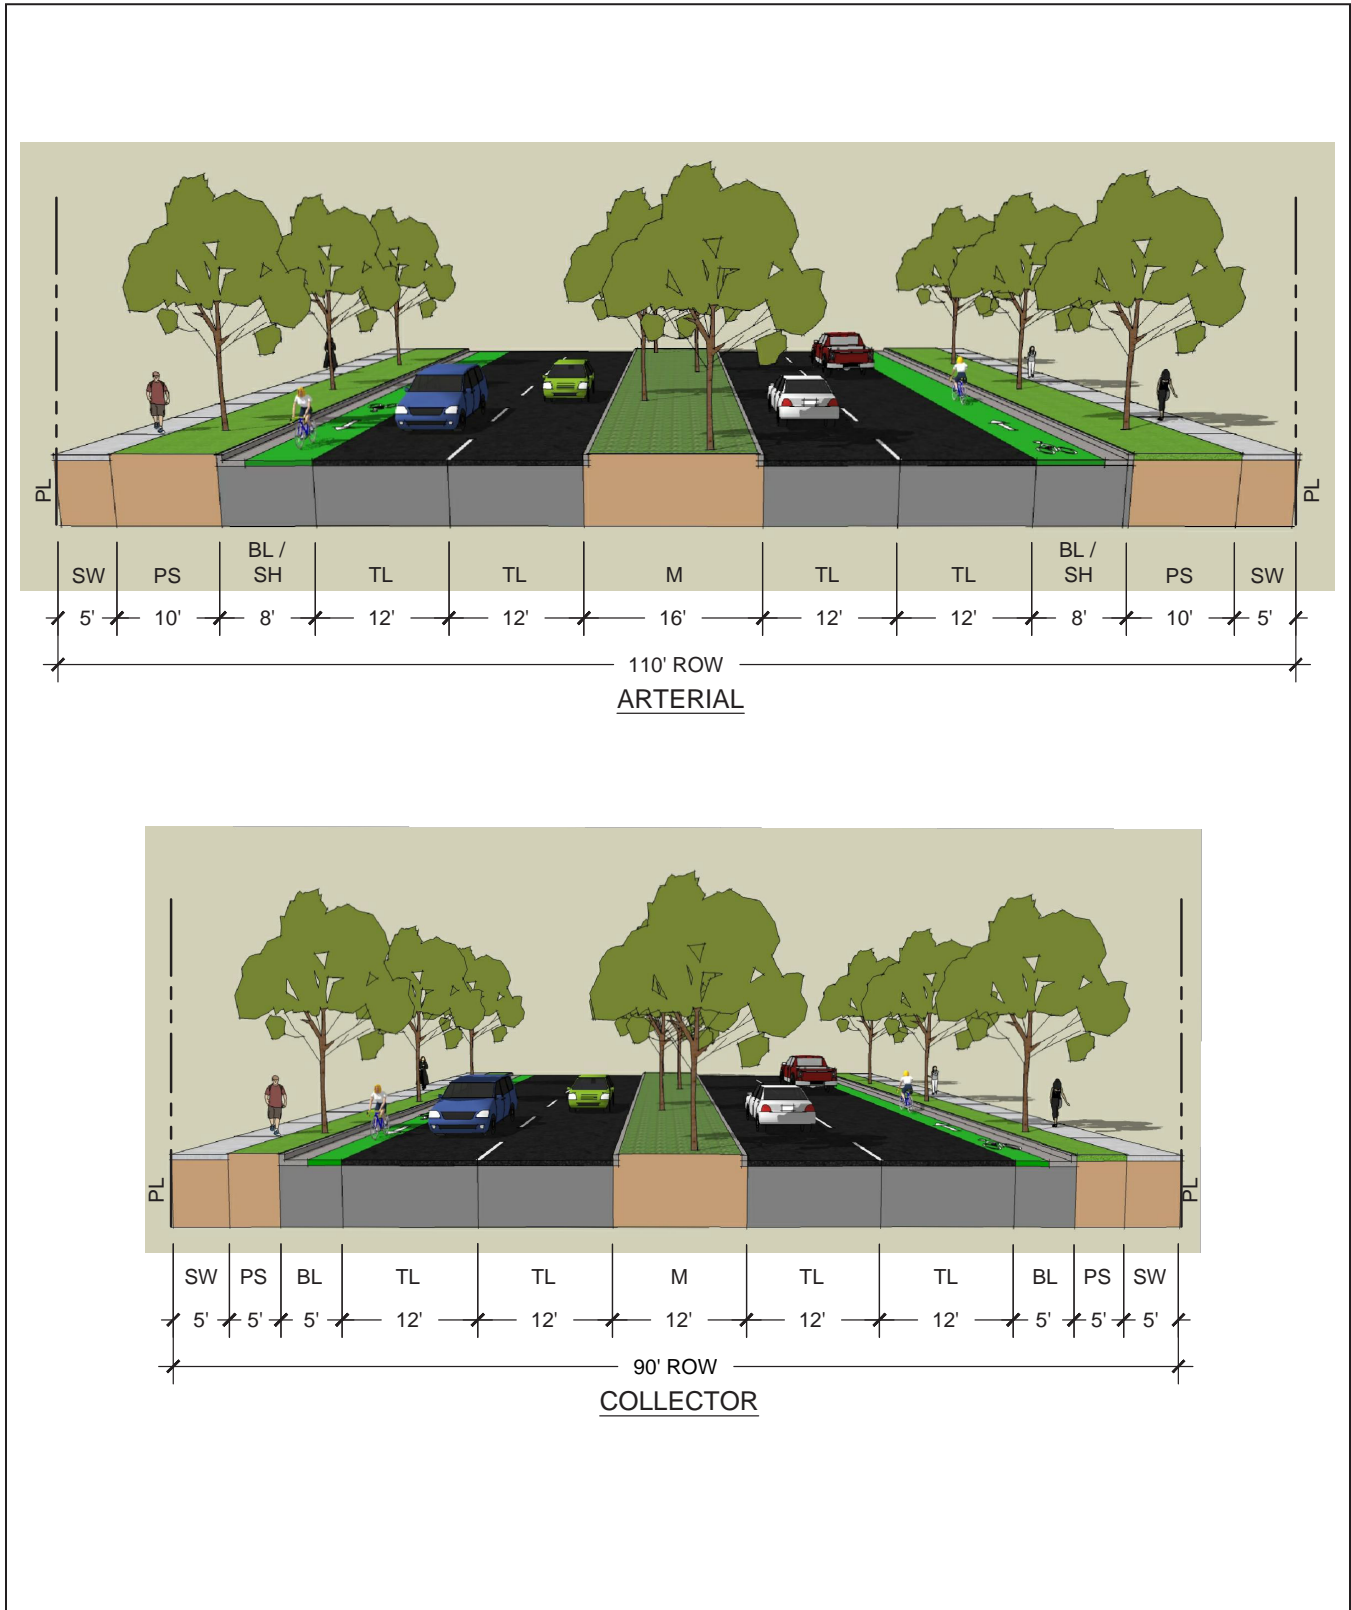 PL
PL
SW PS BL / SH TL TL M TL TL BL / SH PS SW
5' 10' 8' 12' 12' 16' 12' 12' 8' 10' 5'
110' ROW
ARTERIAL
PL
PL
SW PS BL TL TL M TL TL BL PS SW
5' 5' 5' 12' 12' 12' 12' 12' 5' 5' 5'
90' ROW
COLLECTOR